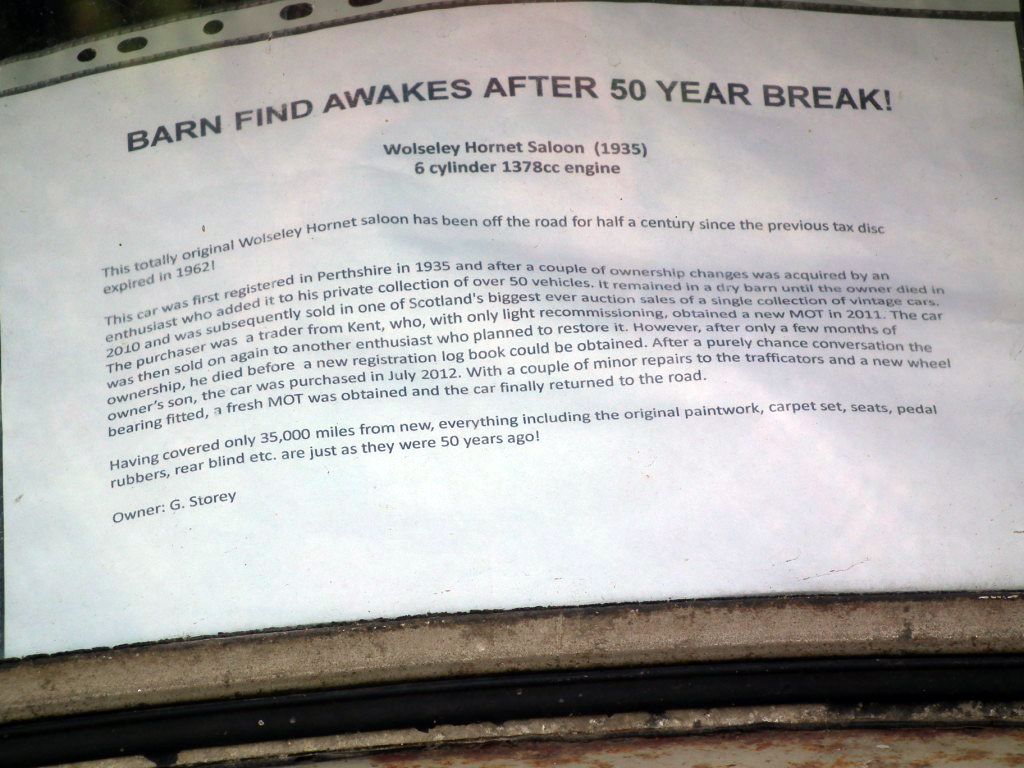 BARN FIND AWAKES AFTER 50 YEAR BREAK!
Wolseley Hornet Saloon (1935)
6 cylinder 1378cc engine
This totally original Wolseley Hornet saloon has been off the road for half a century since the previous tax disc
expired in 1962!
This car was first registered in Perthshire in 1935 and after a couple of ownership changes was acquired by an
enthusiast who added it to his private collection of over 50 vehicles. It remained in a dry barn until the owner died in
2010 and was subsequently sold in one of Scotland's biggest ever auction sales of a single collection of vintage cars.
The purchaser was a trader from Kent, who, with only light recommissioning, obtained a new MOT in 2011. The car
was then sold on again to another enthusiast who planned to restore it. However, after only a few months of
ownership, he died before a new registration log book could be obtained. After a purely chance conversation the
owner's son, the car was purchased in July 2012. With a couple of minor repairs to the trafficators and a new wheel
bearing fitted, a fresh MOT was obtained and the car finally returned to the road.
Having covered only 35,000 miles from new, everything including the original paintwork, carpet set, seats, pedal
rubbers, rear blind etc. are just as they were 50 years ago!
Owner: G. Storey